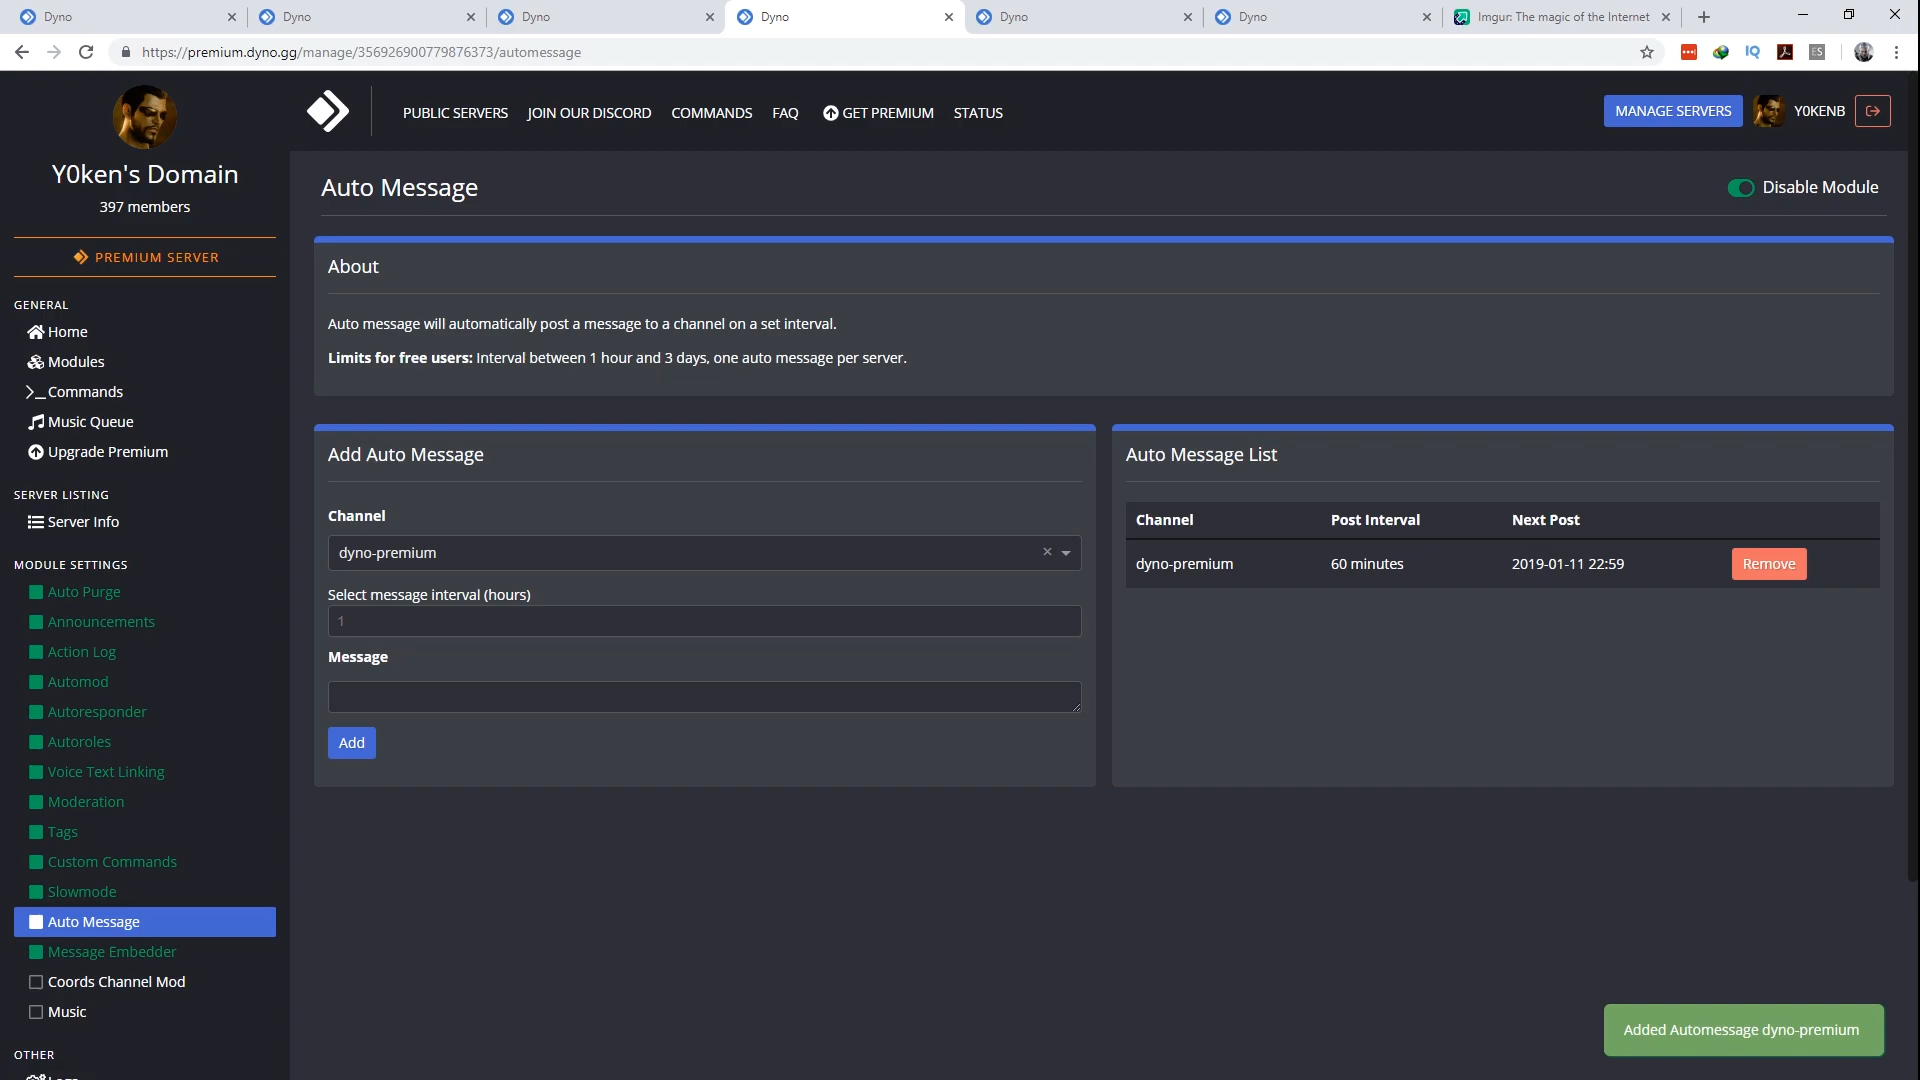 Dyno
Dyno
Dyno
Dyno
Dyno
Dyno
Imgur: The magic of the Internet
https://premium.dyno.gg/manage/356926900779876373/automessage
IQ
ES
Y0ken's Domain
397 members
PREMIUM SERVER
GENERAL
Home
Modules
Commands
Music Queue
Upgrade Premium
SERVER LISTING
Server Info
MODULE SETTINGS
Auto Purge
Announcements
Action Log
Automod
Autoresponder
Autoroles
Voice Text Linking
Moderation
Tags
Custom Commands
Slowmode
Auto Message
Message Embedder
Coords Channel Mod
Music
OTHER
PUBLIC SERVERS JOIN OUR DISCORD COMMANDS FAQ GET PREMIUM STATUS
MANAGE SERVERS Y0KENB
Auto Message
Disable Module
About
Auto message will automatically post a message to a channel on a set interval.
Limits for free users: Interval between 1 hour and 3 days, one auto message per server.
Add Auto Message
Channel
dyno-premium
Select message interval (hours)
1
Message
Add
Auto Message List
Channel Post Interval Next Post
dyno-premium 60 minutes 2019-01-11 22:59 Remove
Added Automessage dyno-premium